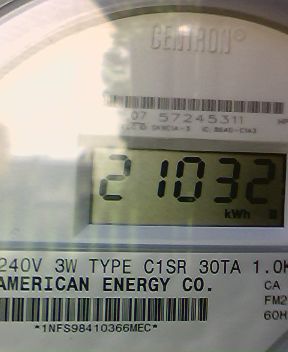 CENTRON®
07 57245311
21032
kWh
240V 3W TYPE C1SR 30TA 1.0K
AMERICAN ENERGY CO.
CA
FM2
60H
*1NFS98410366MEC*